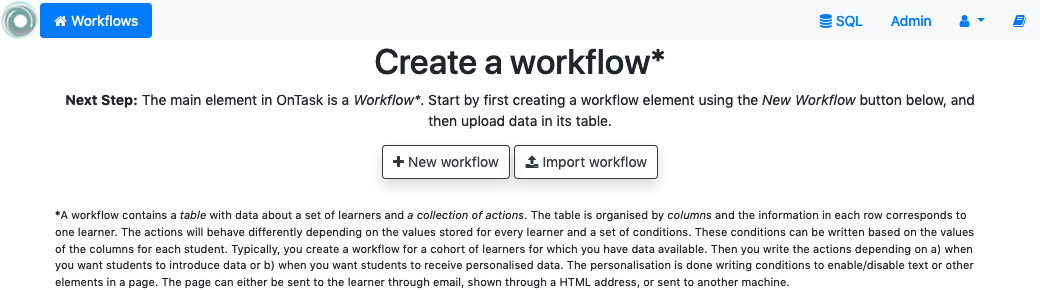 Workflows SQL Admin
Create a workflow*
Next Step: The main element in OnTask is a Workflow*. Start by first creating a workflow element using the New Workflow button below, and
then upload data in its table.
New workflow Import workflow
*A workflow contains a table with data about a set of learners and a collection of actions. The table is organised by columns and the information in each row corresponds to
one learner. The actions will behave differently depending on the values stored for every learner and a set of conditions. These conditions can be written based on the values
of the columns for each student. Typically, you create a workflow for a cohort of learners for which you have data available. Then you write the actions depending on a) when
you want students to introduce data or b) when you want students to receive personalised data. The personalisation is done writing conditions to enable/disable text or other
elements in a page. The page can either be sent to the learner through email, shown through a HTML address, or sent to another machine.